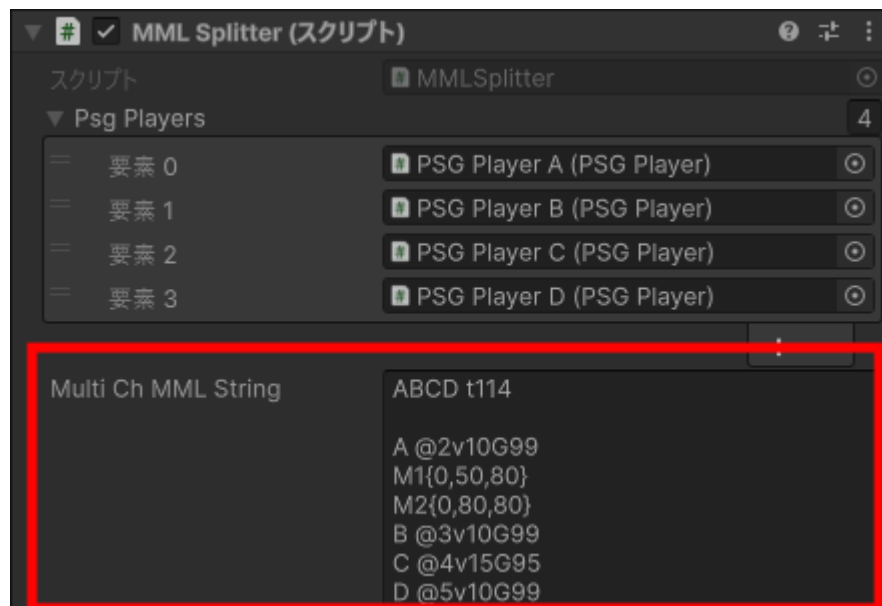 MML Splitter (スクリプト)
スクリプト MMLSplitter
Psg Players 4
要素 0 PSG Player A (PSG Player)
要素 1 PSG Player B (PSG Player)
要素 2 PSG Player C (PSG Player)
要素 3 PSG Player D (PSG Player)
Multi Ch MML String ABCD t114
A @2v10G99
M1{0,50,80}
M2{0,80,80}
B @3v10G99
C @4v15G95
D @5v10G99